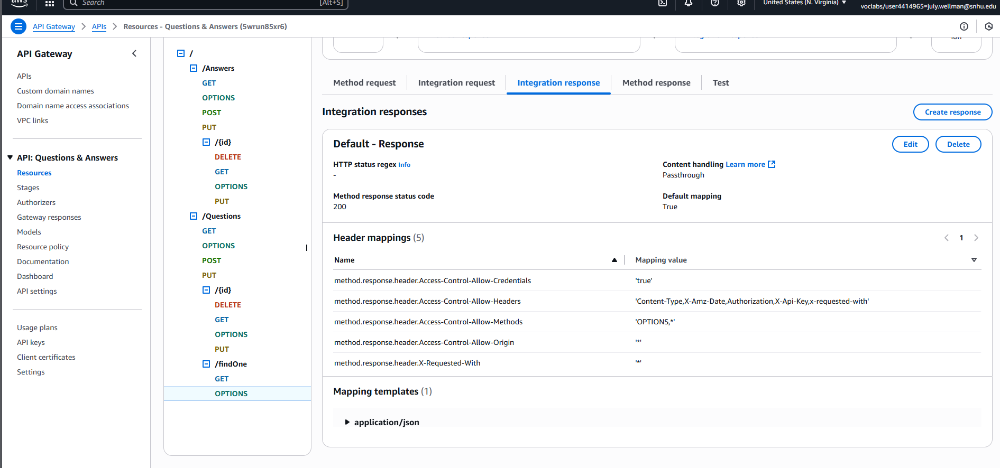 aws
Search
[Alt+S]
United States (N. Virginia)
voclabs/user4414965=july.wellman@snhu.edu
API Gateway
APIs
Resources - Questions & Answers (5wrun85xr6)
API Gateway
APIs
Custom domain names
Domain name access associations
VPC links
API: Questions & Answers
Resources
Stages
Authorizers
Gateway responses
Models
Resource policy
Documentation
Dashboard
API settings
Usage plans
API keys
Client certificates
Settings
/
/Answers
GET
OPTIONS
POST
PUT
/{id}
DELETE
GET
OPTIONS
PUT
/Questions
GET
OPTIONS
POST
PUT
/{id}
DELETE
GET
OPTIONS
PUT
/findOne
GET
OPTIONS
Method request
Integration request
Integration response
Method response
Test
Integration responses
Create response
Default - Response
Edit
Delete
HTTP status regex Info
-
Content handling Learn more
Passthrough
Method response status code
200
Default mapping
True
Header mappings (5)
1
Name
Mapping value
method.response.header.Access-Control-Allow-Credentials
'true'
method.response.header.Access-Control-Allow-Headers
'Content-Type,X-Amz-Date,Authorization,X-Api-Key,x-requested-with'
method.response.header.Access-Control-Allow-Methods
'OPTIONS,*'
method.response.header.Access-Control-Allow-Origin
'*'
method.response.header.X-Requested-With
'*'
Mapping templates (1)
application/json